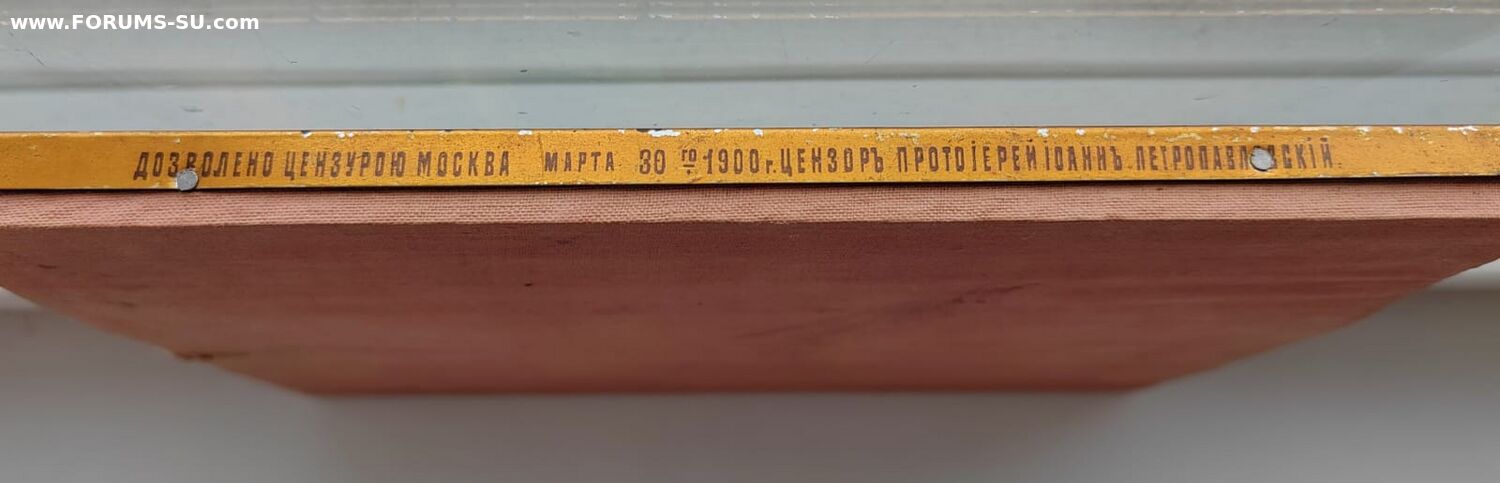 www.FORUMS-SU.com
ДОЗВОЛЕНО ЦЕНЗУРОЮ МОСКВА МАРТА 30 го 1900 г. ЦЕНЗОРЪ ПРОТОІЕРЕЙ ІОАННЪ ПЕТРОПАВЛОВСКІЙ